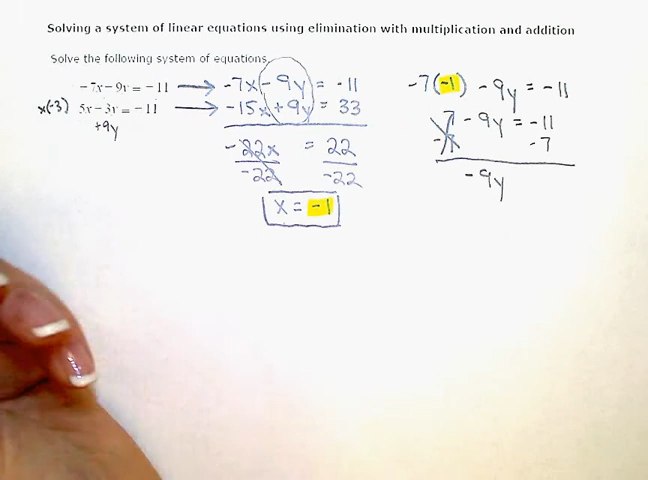 Solving a system of linear equations using elimination with multiplication and addition
Solve the following system of equations
-7x-9y=-11 → -7x-9y = -11
x(-3) 5x-3y=-11 → -15x+9y = 33
+9y
-22x = 22
-22 -22
x = -1
-7(-1) -9y = -11
7 -9y = -11
-7 -7
-9y